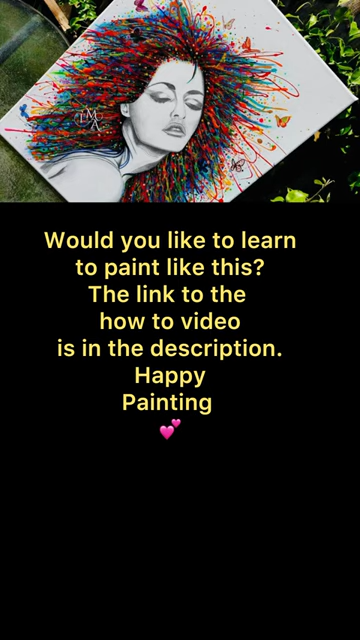 Would you like to learn
to paint like this?
The link to the
how to video
is in the description.
Happy
Painting
💕